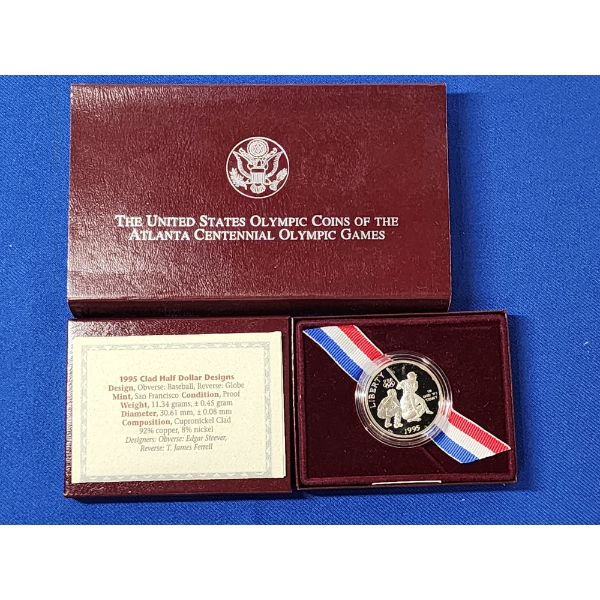 THE UNITED STATES OLYMPIC COINS OF THE
ATLANTA CENTENNIAL OLYMPIC GAMES
1995 Clad Half Dollar Designs
Design, Obverse: Baseball, Reverse: Globe
Mint, San Francisco Condition, Proof
Weight, 11.34 grams, ± 0.45 gram
Diameter, 30.61 mm, ± 0.08 mm
Composition, Cupronickel Clad
92% copper, 8% nickel
Designers: Obverse: Edgar Steever,
Reverse: T. James Ferrell
LIBERTY
1995